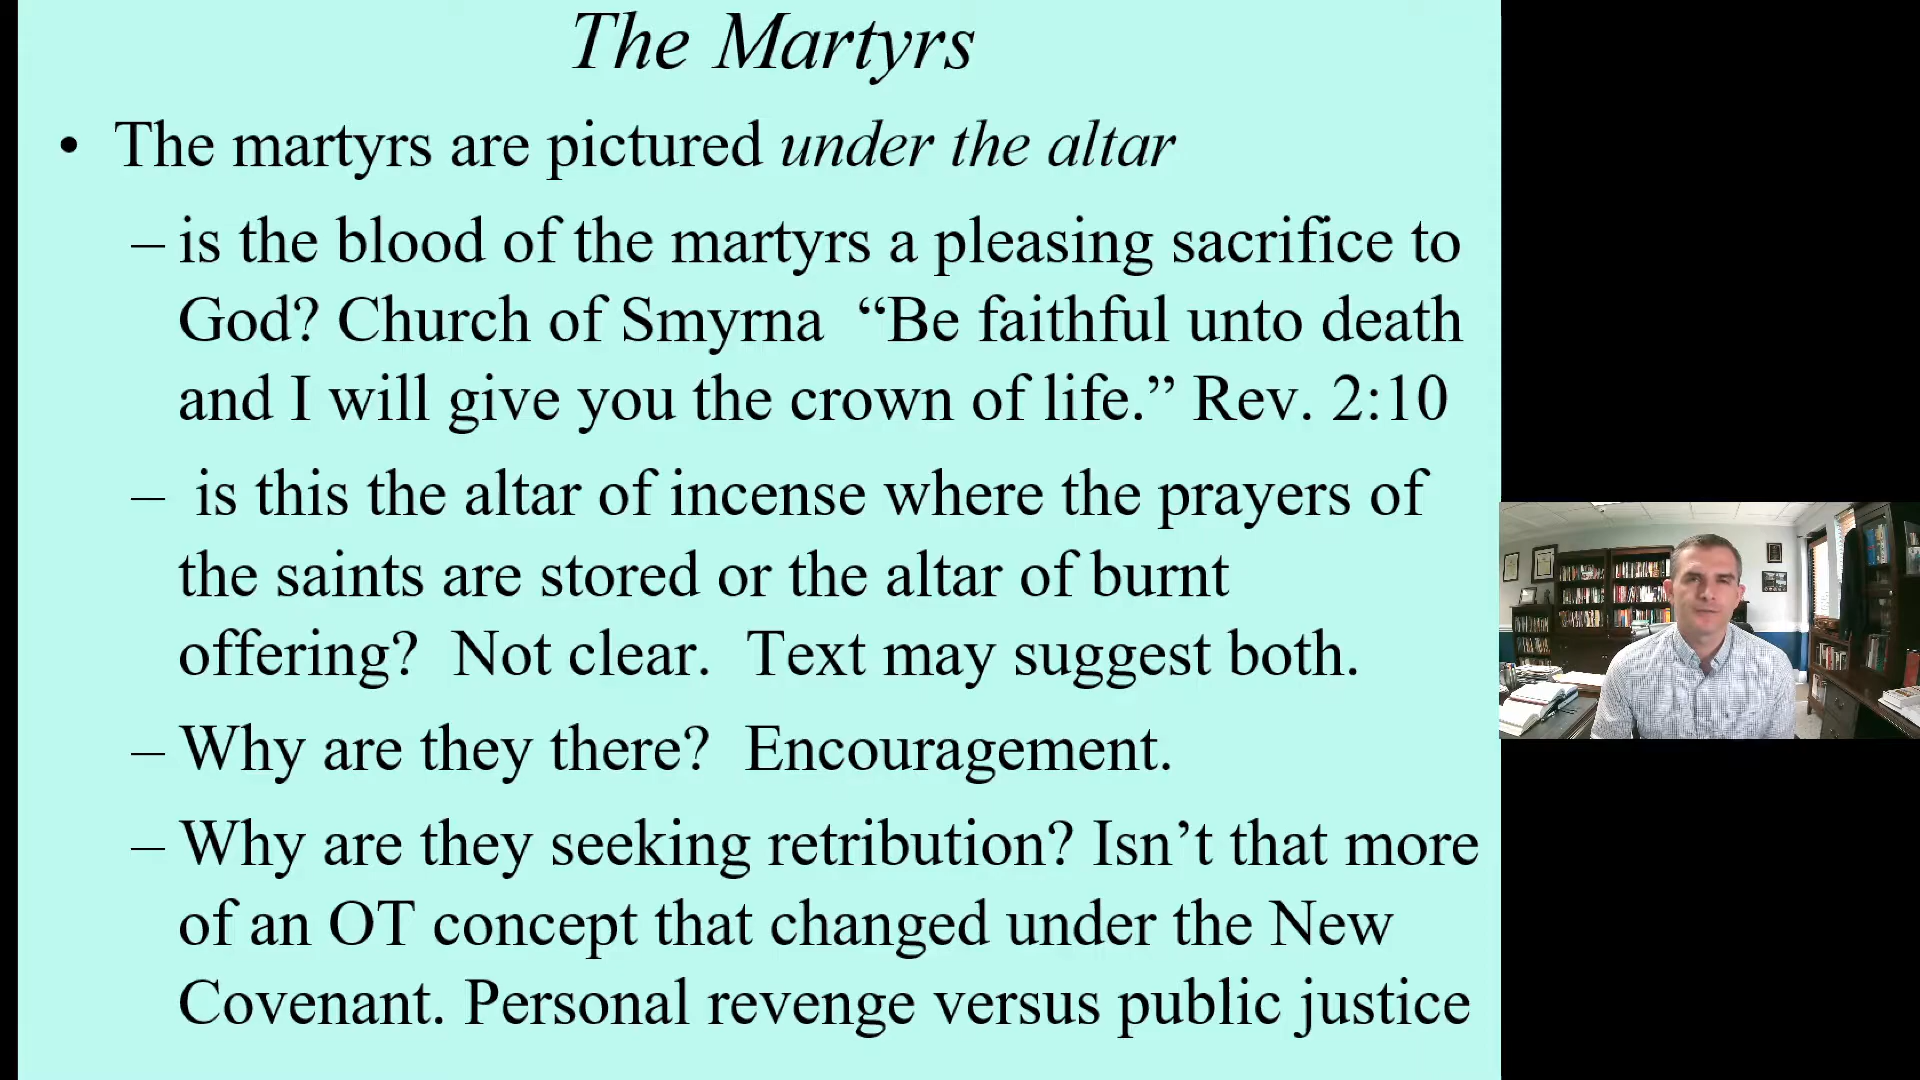 The Martyrs
• The martyrs are pictured under the altar
– is the blood of the martyrs a pleasing sacrifice to
God? Church of Smyrna “Be faithful unto death
and I will give you the crown of life.” Rev. 2:10
– is this the altar of incense where the prayers of
the saints are stored or the altar of burnt
offering? Not clear. Text may suggest both.
– Why are they there? Encouragement.
– Why are they seeking retribution? Isn’t that more
of an OT concept that changed under the New
Covenant. Personal revenge versus public justice